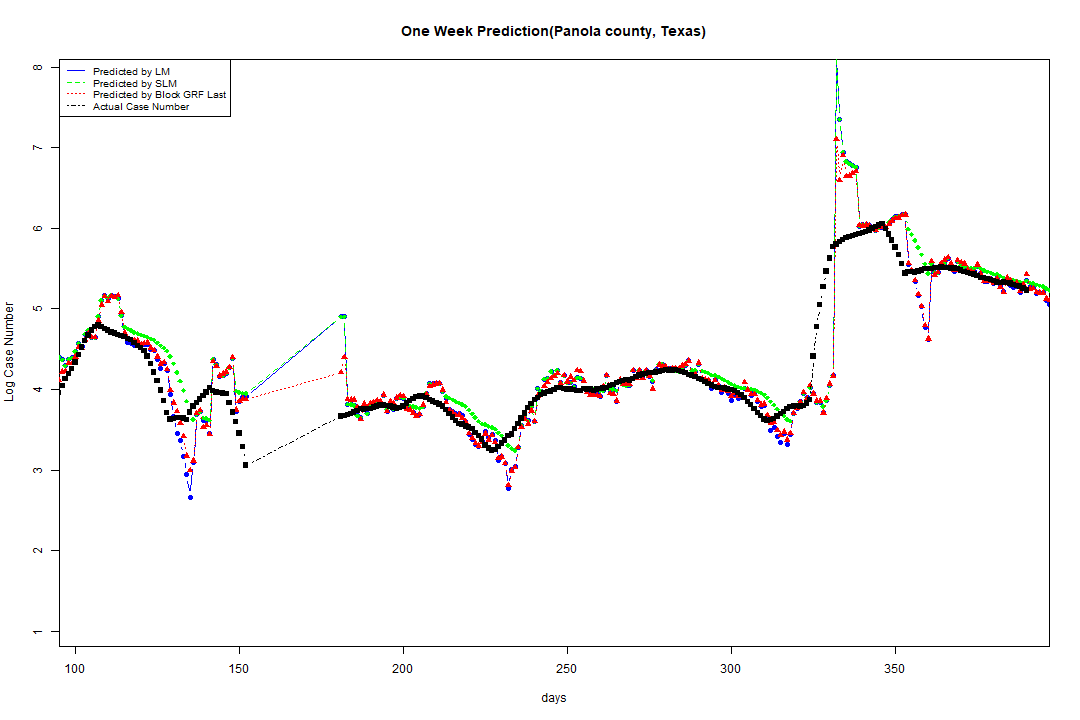 One Week Prediction(Panola county, Texas)
Predicted by LM
Predicted by SLM
Predicted by Block GRF Last
Actual Case Number
8
7
6
5
4
3
2
1
Log Case Number
100 150 200 250 300 350
days